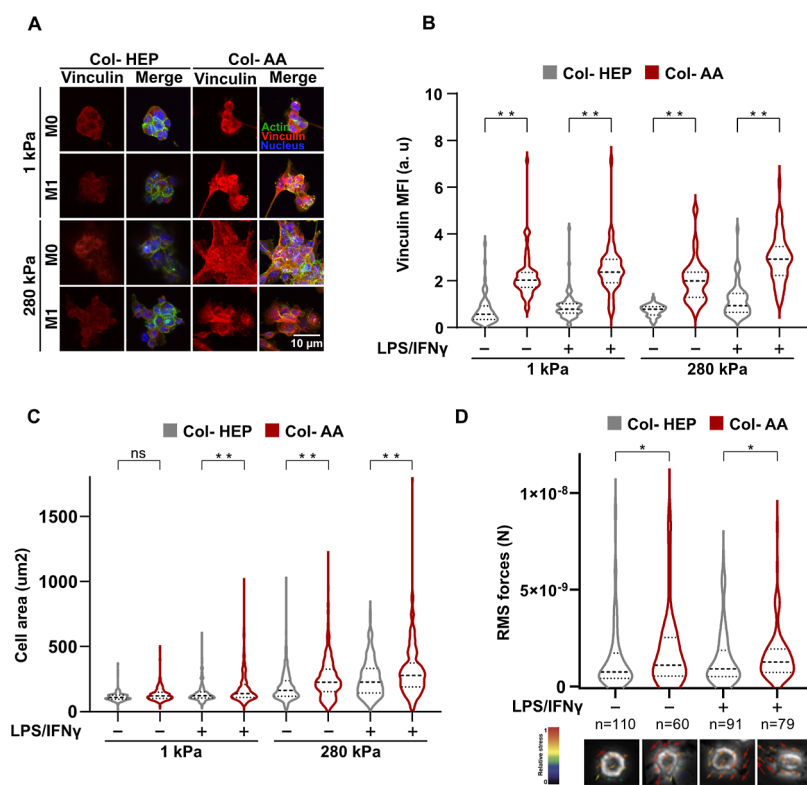 A
Col- HEP Col- AA
Vinculin Merge Vinculin Merge
1 kPa
M0
Actin
Vinculin
Nucleus
M1
280 kPa
M0
M1
10 µm
B
Col- HEP Col- AA
Vinculin MFI (a. u)
10
8
6
4
2
0
* * * * * * * *
LPS/IFNγ − − + + − − + +
1 kPa 280 kPa
C
Col- HEP Col- AA
Cell area (um2)
ns * * * * * *
1500
1000
500
0
LPS/IFNγ − − + + − − + +
1 kPa 280 kPa
D
Col- HEP Col- AA
RMS forces (N)
* *
1×10-8
5×10-9
0
LPS/IFNγ − − + +
n=110 n=60 n=91 n=79
Relative stress